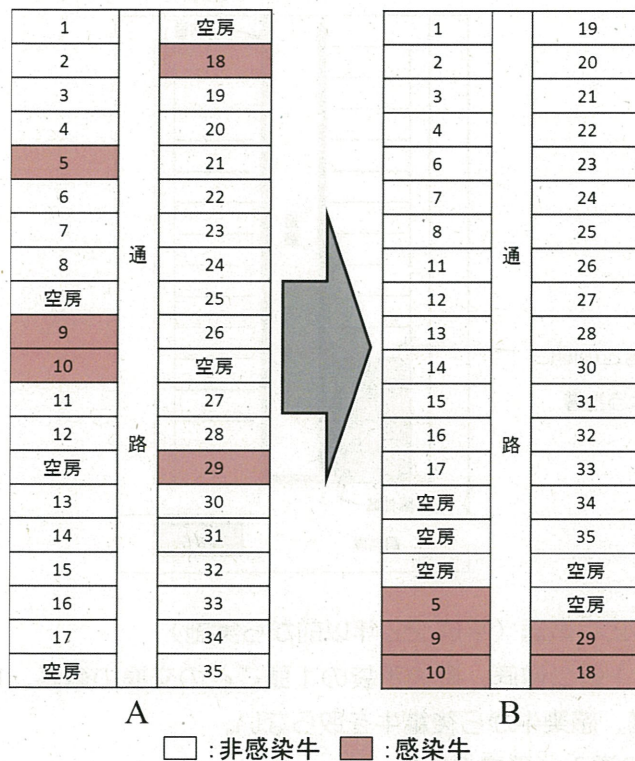 1 空房 1 19
2 18 2 20
3 19 3 21
4 20 4 22
5 21 6 23
6 22 7 24
7 23 8 25
8 通 24 11 通 26
空房 25 12 27
9 26 13 28
10 空房 14 30
11 27 15 31
12 路 28 16 路 32
空房 29 17 33
13 30 空房 34
14 31 空房 35
15 32 空房 空房
16 33 5 空房
17 34 9 29
空房 35 10 18
A B
:非感染牛 :感染牛